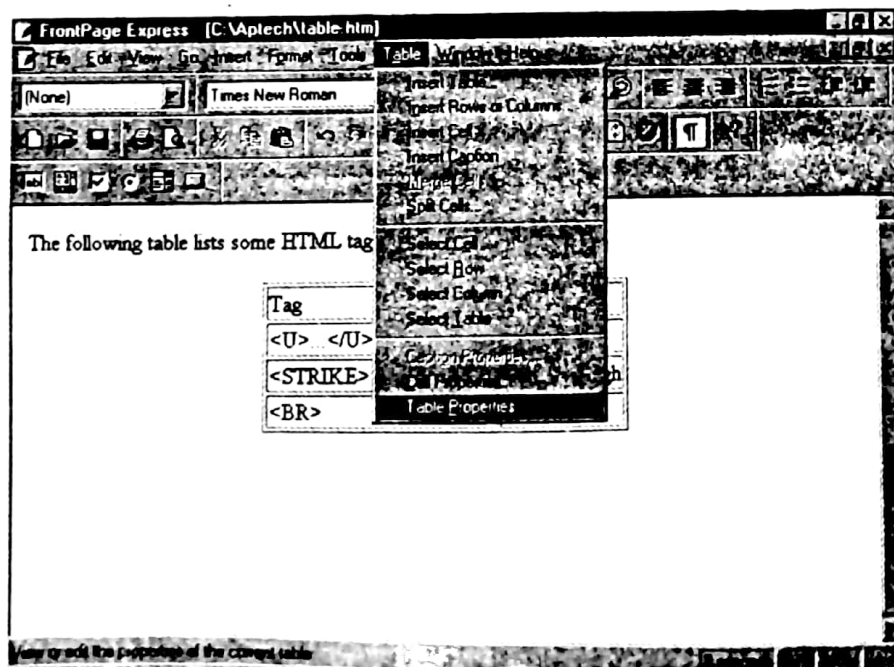 FrontPage Express [C:\Aptech\table.htm]
File Edit View Go Insert Format Tools Table Window Help
(None) Times New Roman
Insert Table...
Insert Rows or Columns...
Insert Cell
Insert Caption
Merge Cells
Split Cells...
The following table lists some HTML tag
Select Cell
Select Row
Select Column
Select Table
Caption Properties...
Cell Properties...
Table Properties
Tag
<U>...</U>
<STRIKE>
<BR>
View or edit the properties of the current table